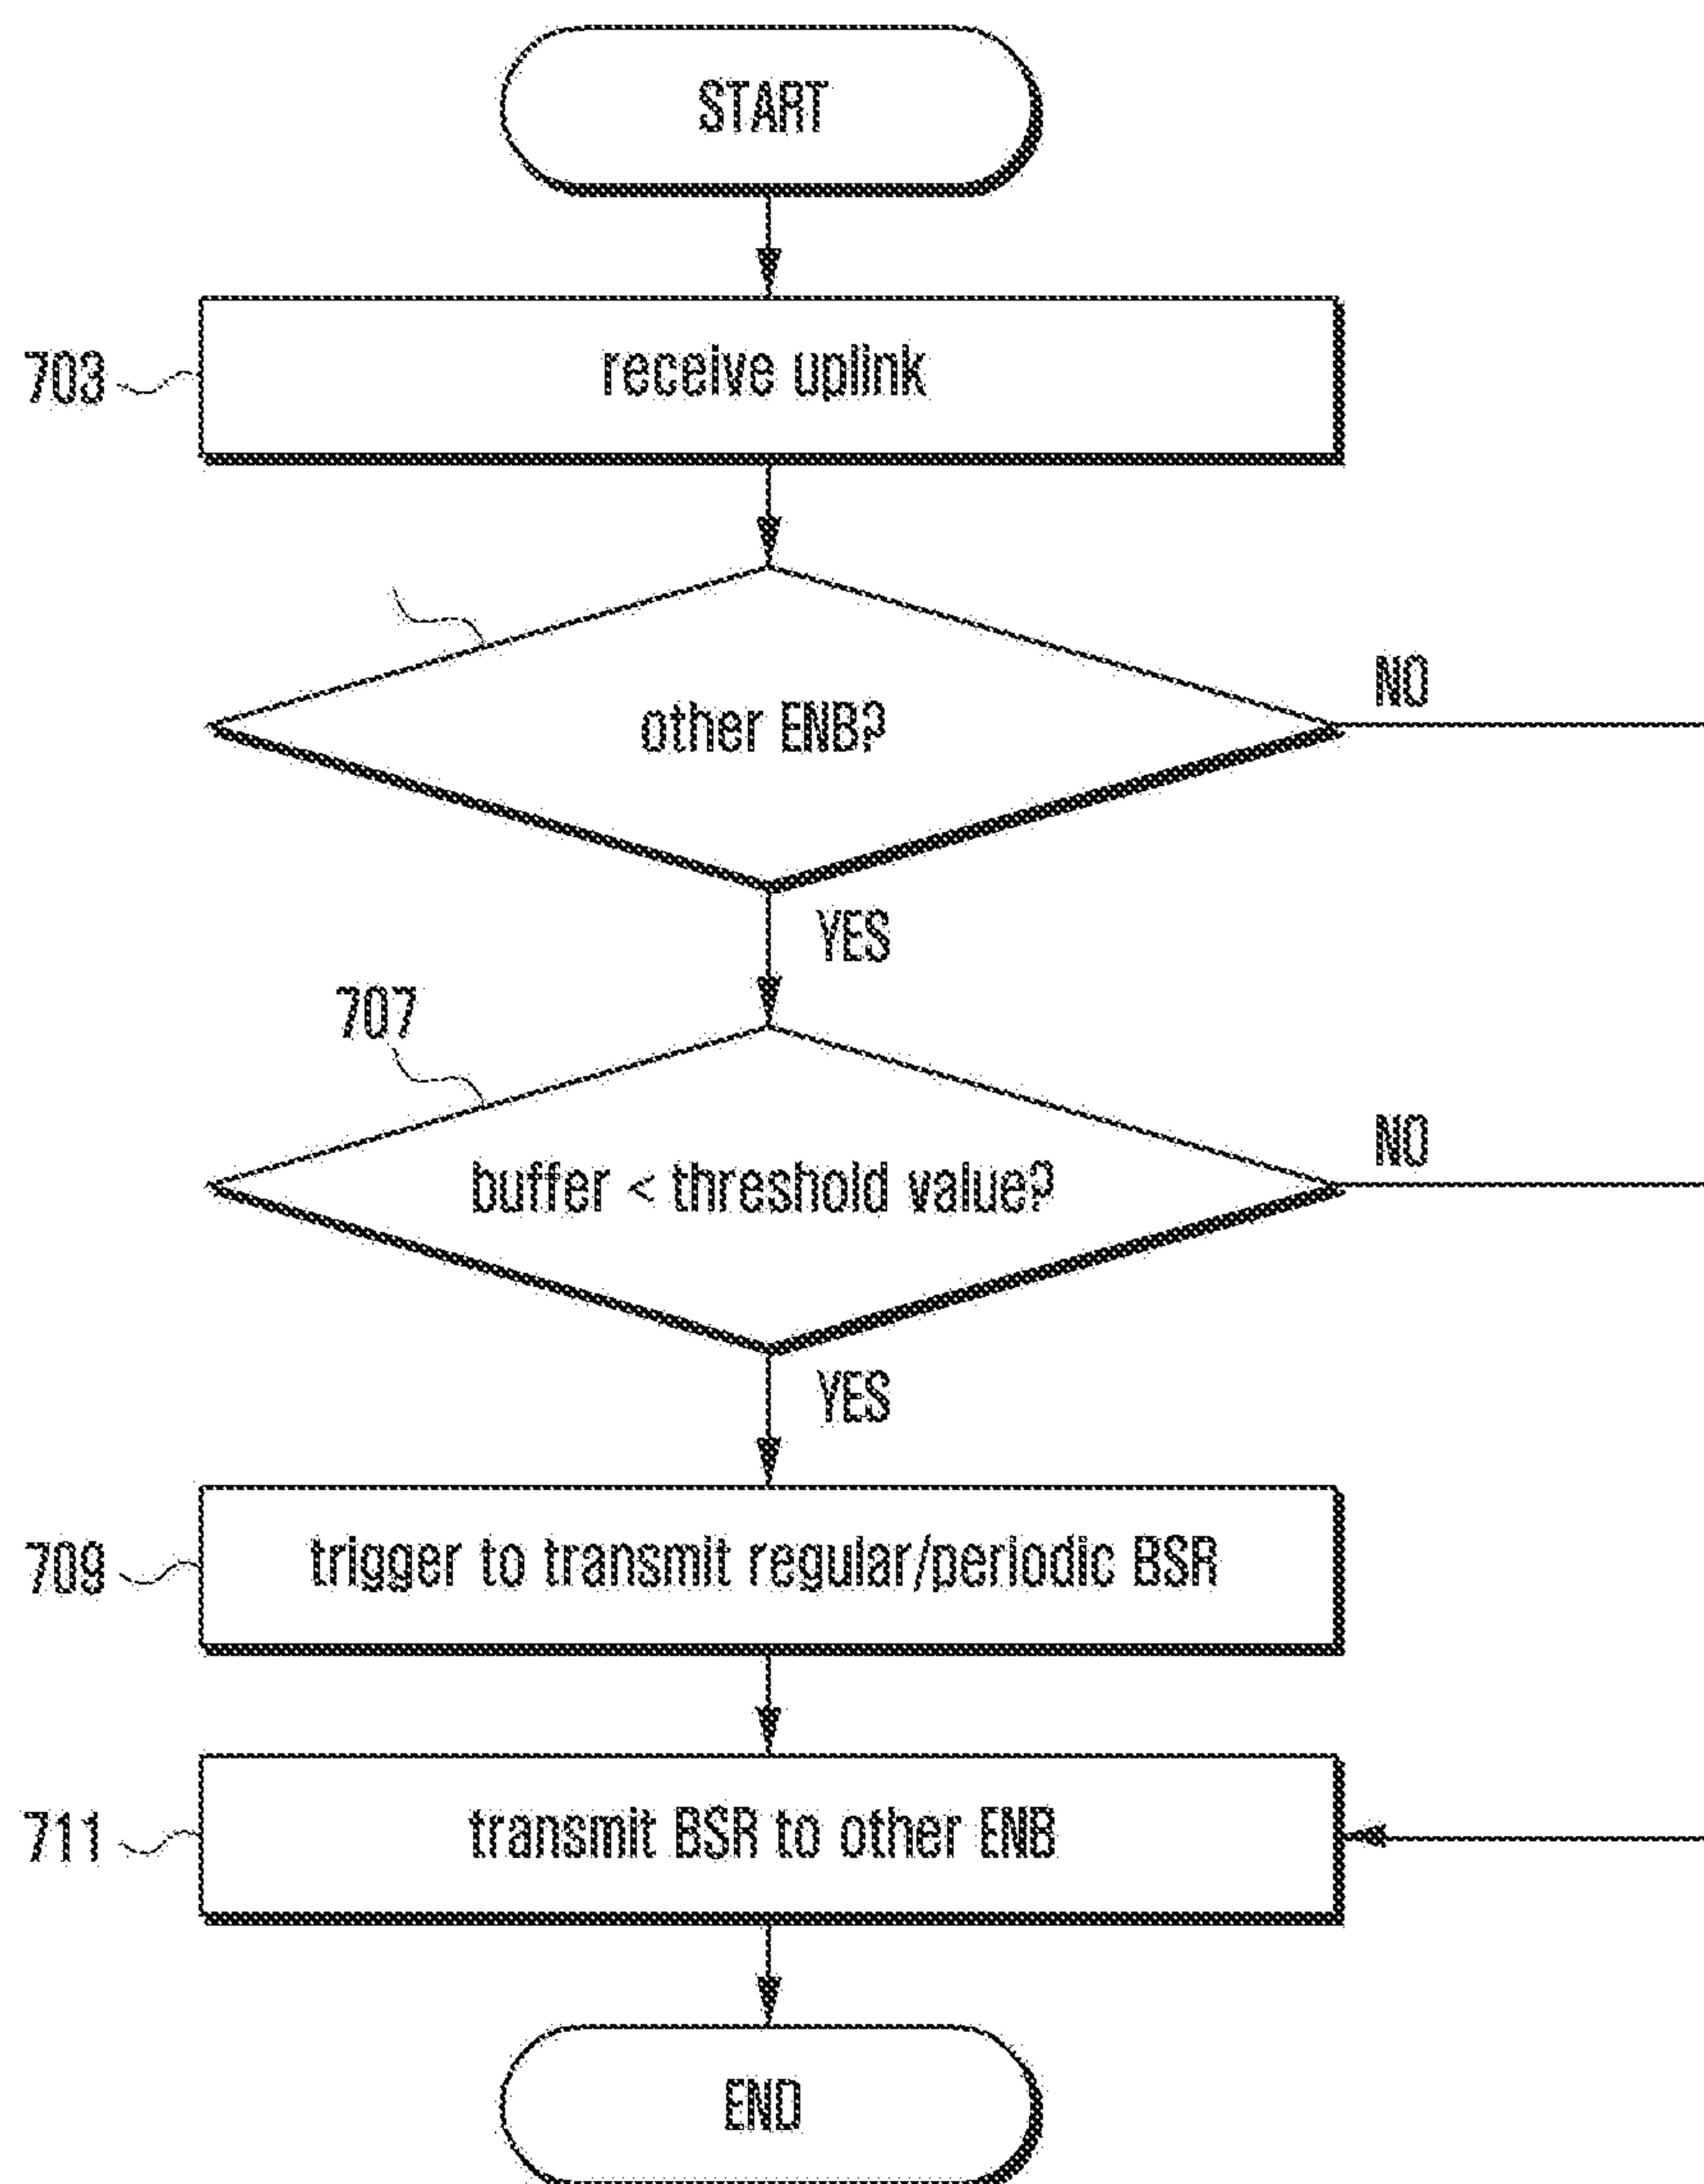 START
703
receive uplink
other ENB?
NO
YES
707
buffer < threshold value?
NO
YES
709
trigger to transmit regular/periodic BSR
711
transmit BSR to other ENB
END